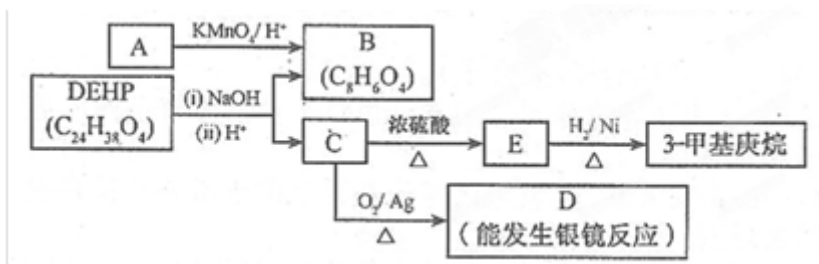 A
KMnO₄/H⁺
B
(C₈H₆O₄)
DEHP
(C₂₄H₃₈O₄)
(i) NaOH
(ii) H⁺
C
浓硫酸
△
E
H₂/Ni
△
3-甲基庚烷
O₂/Ag
△
D
(能发生银镜反应)